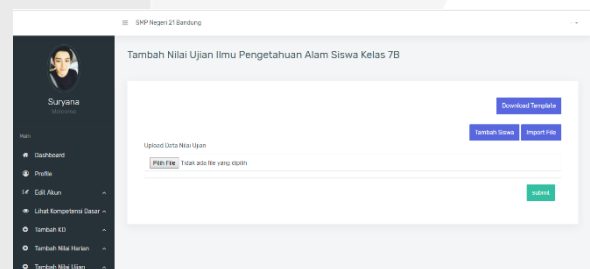 SMP Negeri 21 Bandung
Tambah Nilai Ujian Ilmu Pengetahuan Alam Siswa Kelas 7B
Suryana
Main
Dashboard
Profile
Edit Akun
Lihat Kompetensi Dasar
Tambah KD
Tambah Nilai Harian
Tambah Nilai Ujian
Download Template
Tambah Siswa
Import File
Upload Data Nilai Ujian
Pilih File Tidak ada file yang dipilih
submit